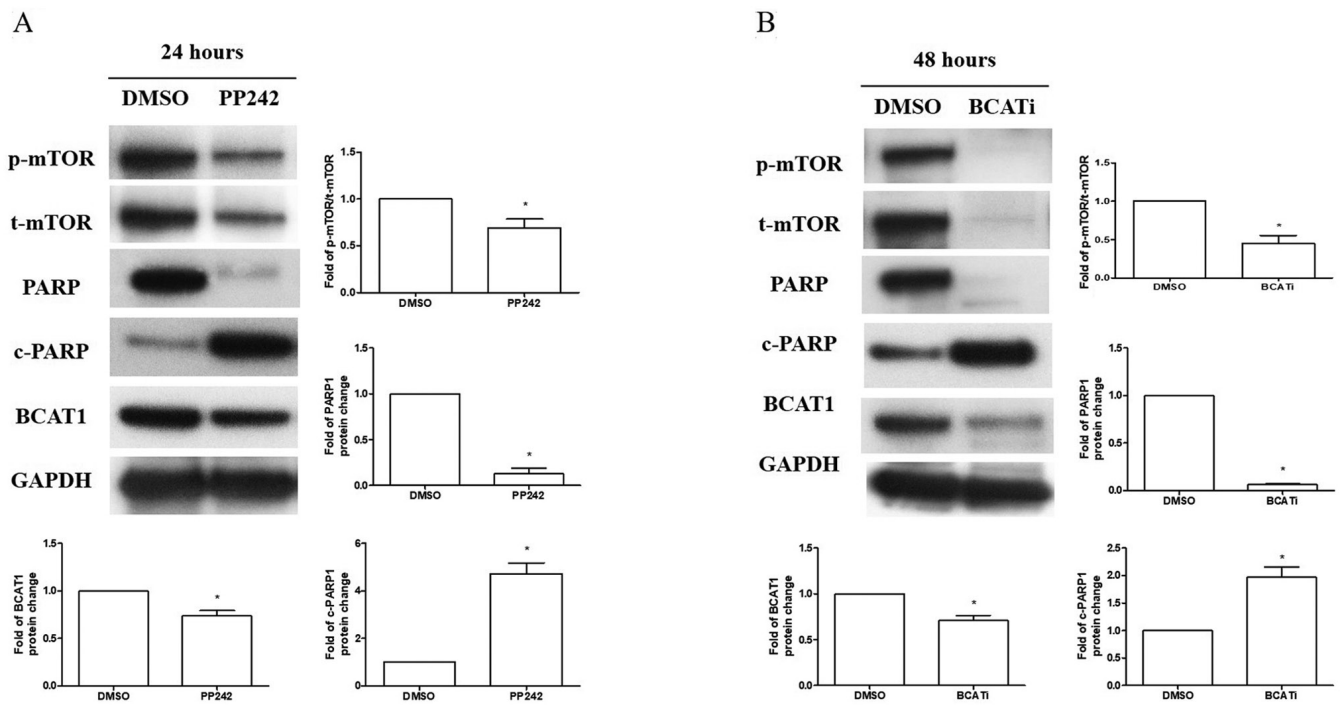 A
24 hours
DMSO PP242
p-mTOR
t-mTOR
PARP
c-PARP
BCAT1
GAPDH
Fold of p-mTOR/t-mTOR
1.5
1.0
0.5
0.0
*
DMSO PP242
Fold of PARP1
protein change
1.5
1.0
0.5
0.0
*
DMSO PP242
Fold of BCAT1
protein change
1.5
1.0
0.5
0.0
*
DMSO PP242
Fold of c-PARP1
protein change
6
4
2
0
*
DMSO PP242
B
48 hours
DMSO BCATi
p-mTOR
t-mTOR
PARP
c-PARP
BCAT1
GAPDH
Fold of p-mTOR/t-mTOR
1.5
1.0
0.5
0.0
*
DMSO BCATi
Fold of PARP1
protein change
1.5
1.0
0.5
0.0
*
DMSO BCATi
Fold of BCAT1
protein change
1.5
1.0
0.5
0.0
*
DMSO BCATi
Fold of c-PARP1
protein change
2.5
2.0
1.5
1.0
0.5
0.0
*
DMSO BCATi